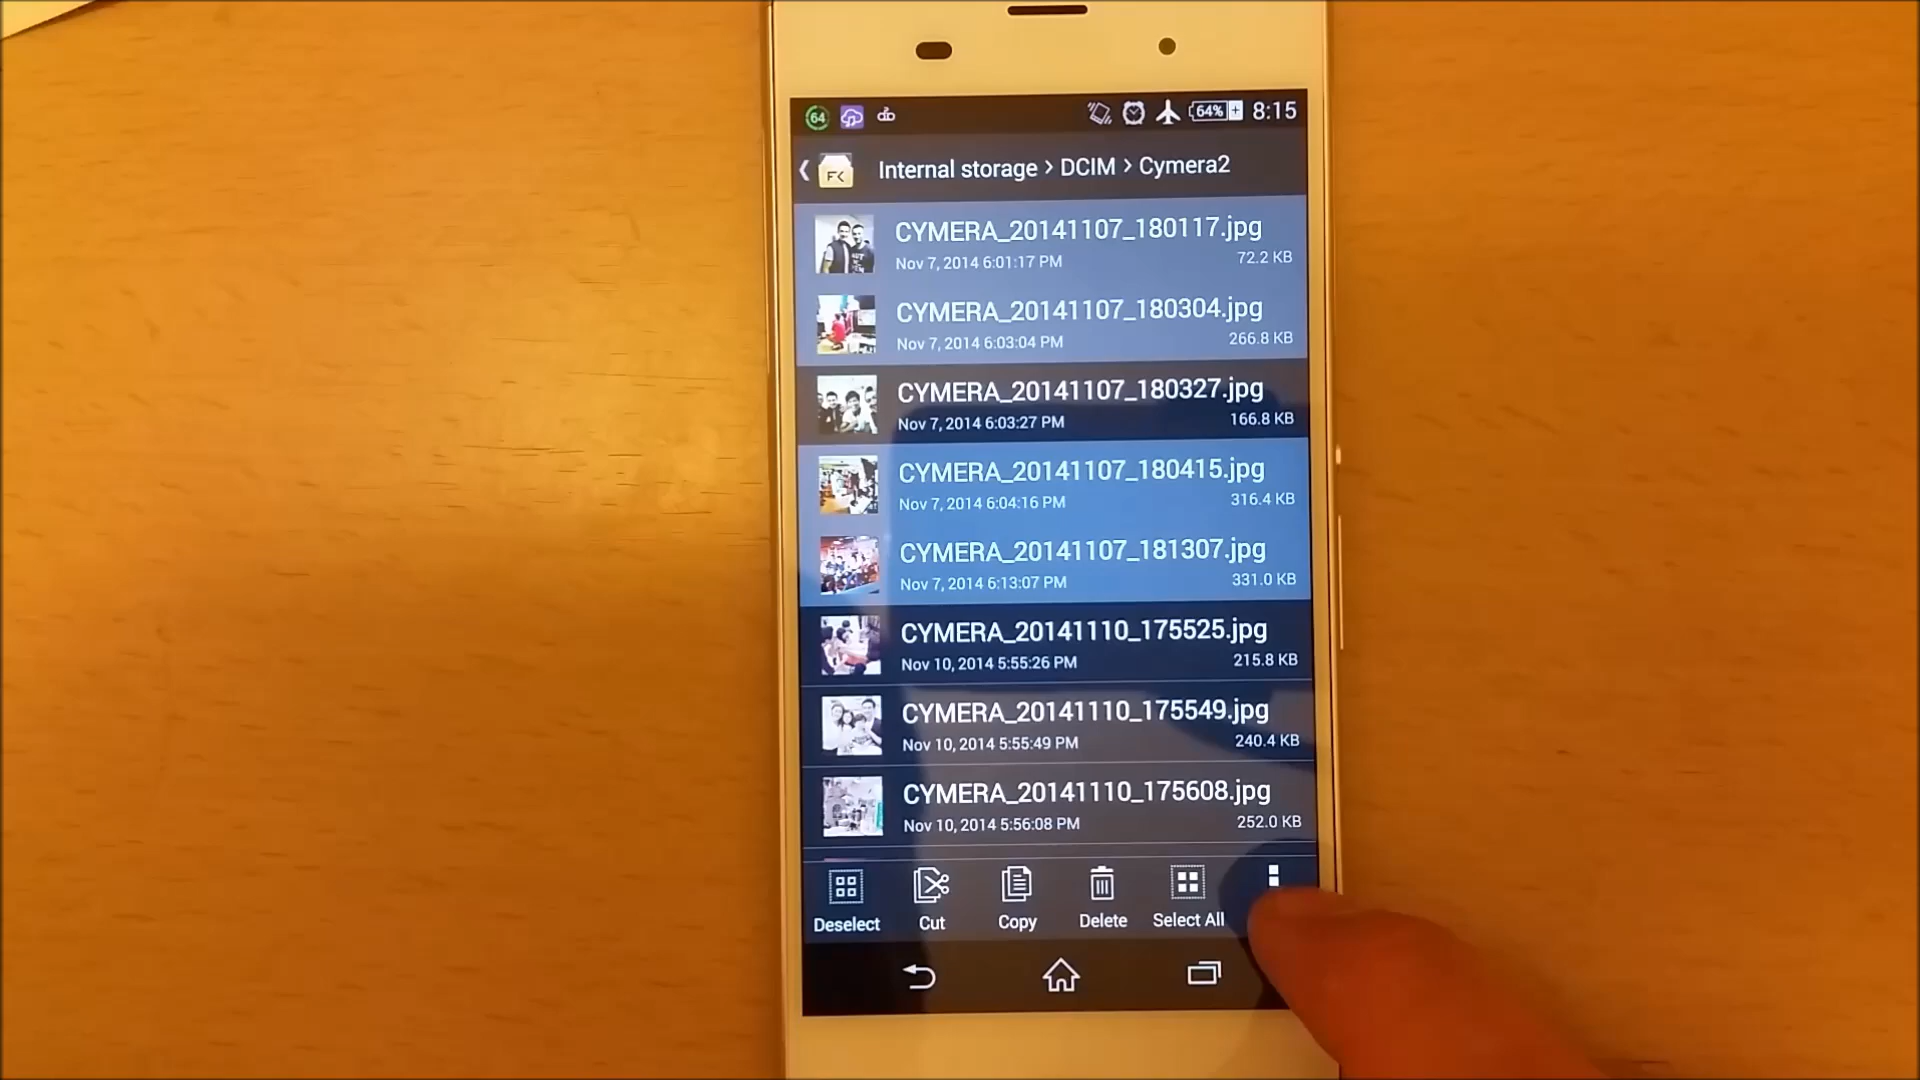 64 64% 8:15
FK Internal storage > DCIM > Cymera2
CYMERA_20141107_180117.jpg
Nov 7, 2014 6:01:17 PM 72.2 KB
CYMERA_20141107_180304.jpg
Nov 7, 2014 6:03:04 PM 266.8 KB
CYMERA_20141107_180327.jpg
Nov 7, 2014 6:03:27 PM 166.8 KB
CYMERA_20141107_180415.jpg
Nov 7, 2014 6:04:16 PM 316.4 KB
CYMERA_20141107_181307.jpg
Nov 7, 2014 6:13:07 PM 331.0 KB
CYMERA_20141110_175525.jpg
Nov 10, 2014 5:55:26 PM 215.8 KB
CYMERA_20141110_175549.jpg
Nov 10, 2014 5:55:49 PM 240.4 KB
CYMERA_20141110_175608.jpg
Nov 10, 2014 5:56:08 PM 252.0 KB
Deselect Cut Copy Delete Select All